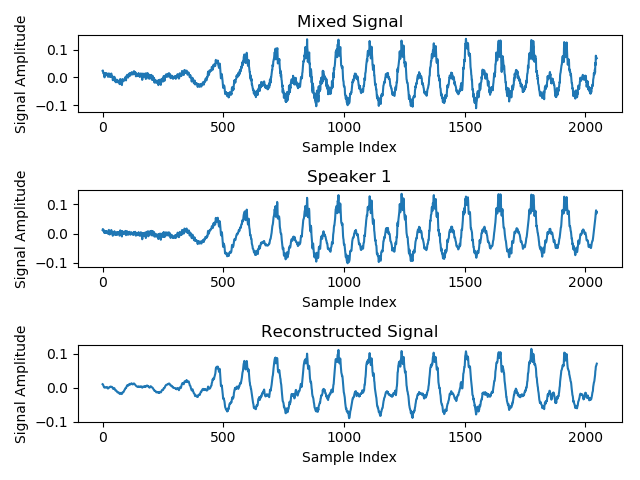 Mixed Signal
Signal Amplitude
0.1
0.0
−0.1
0 500 1000 1500 2000
Sample Index
Speaker 1
Signal Amplitude
0.1
0.0
−0.1
0 500 1000 1500 2000
Sample Index
Reconstructed Signal
Signal Amplitude
0.1
0.0
−0.1
0 500 1000 1500 2000
Sample Index